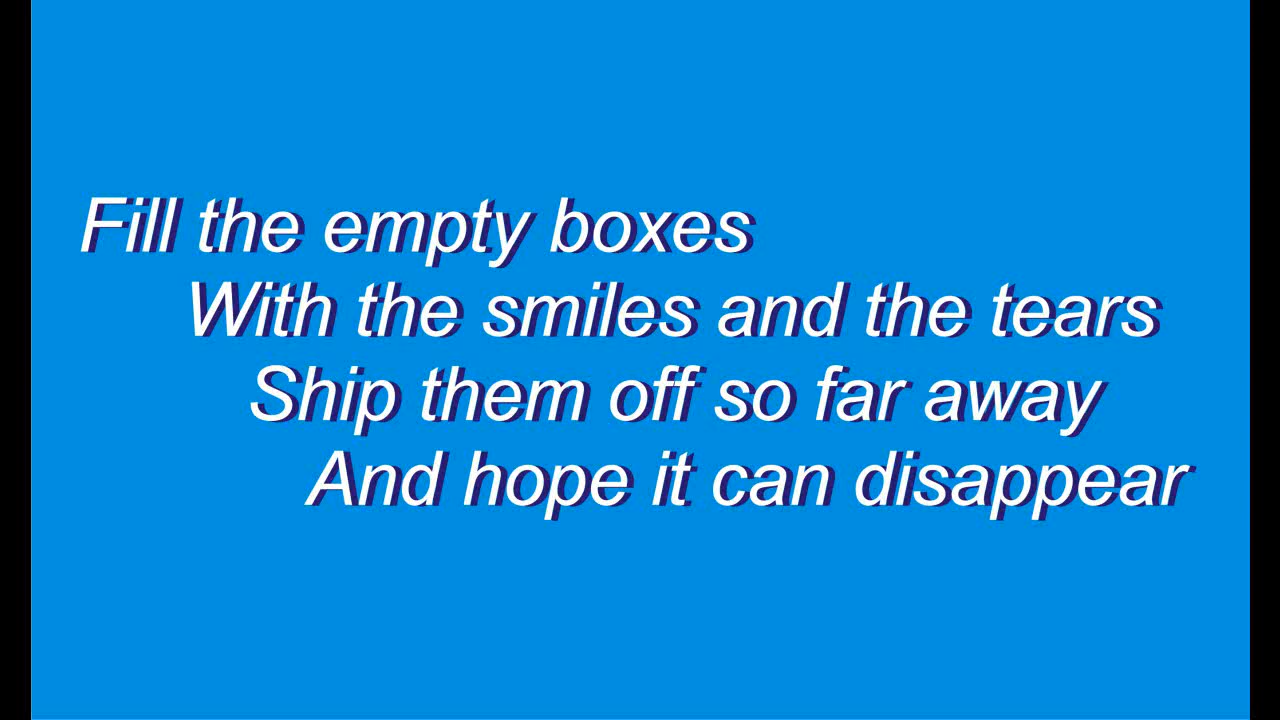 Fill the empty boxes
With the smiles and the tears
Ship them off so far away
And hope it can disappear